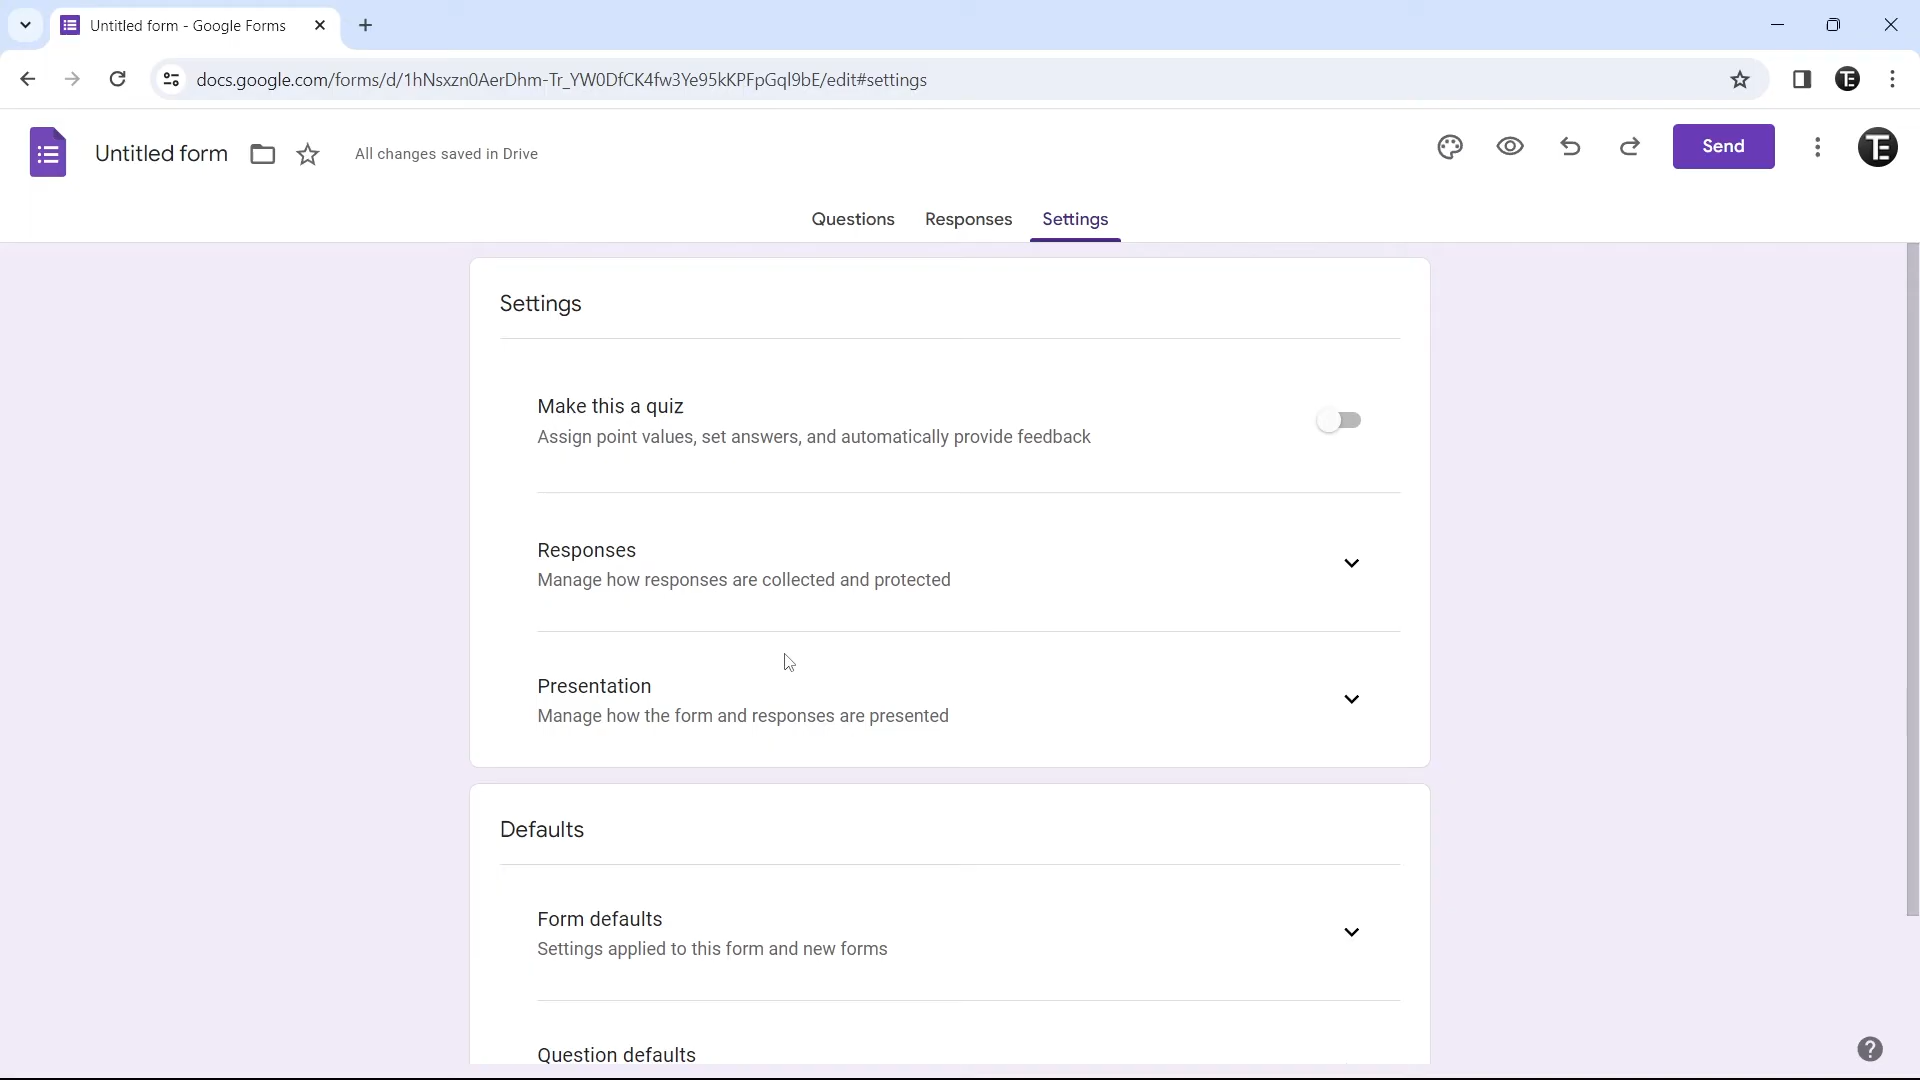 Untitled form - Google Forms
docs.google.com/forms/d/1hNsxzn0AerDhm-Tr_YW0DfCK4fw3Ye95kKPFpGql9bE/edit#settings
TE
Untitled form
All changes saved in Drive
Send
TE
Questions
Responses
Settings
Settings
Make this a quiz
Assign point values, set answers, and automatically provide feedback
Responses
Manage how responses are collected and protected
Presentation
Manage how the form and responses are presented
Defaults
Form defaults
Settings applied to this form and new forms
Question defaults